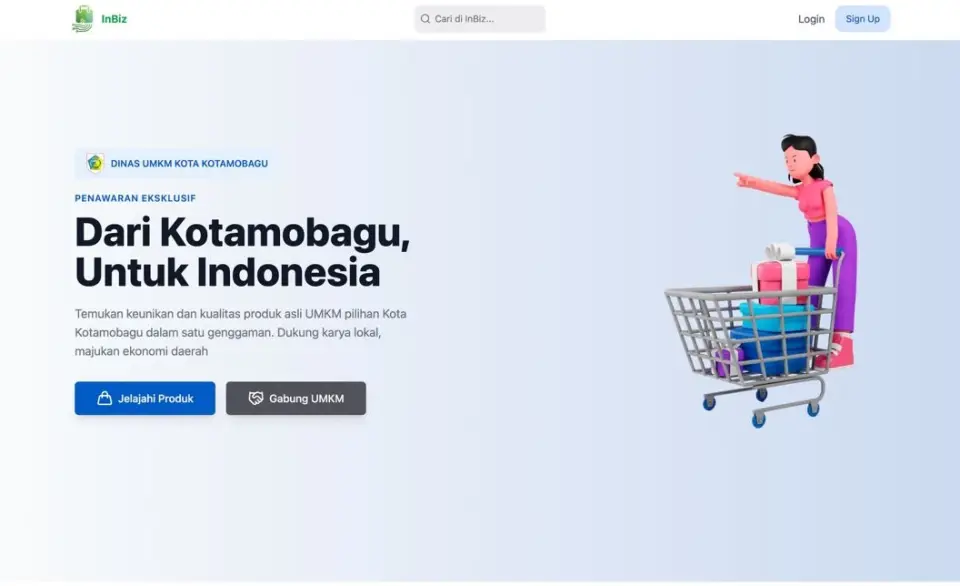 InBiz
Cari di InBiz...
Login
Sign Up
DINAS UMKM KOTA KOTAMOBAGU
PENAWARAN EKSKLUSIF
Dari Kotamobagu,
Untuk Indonesia
Temukan keunikan dan kualitas produk asli UMKM pilihan Kota
Kotamobagu dalam satu genggaman. Dukung karya lokal,
majukan ekonomi daerah
Jelajahi Produk
Gabung UMKM